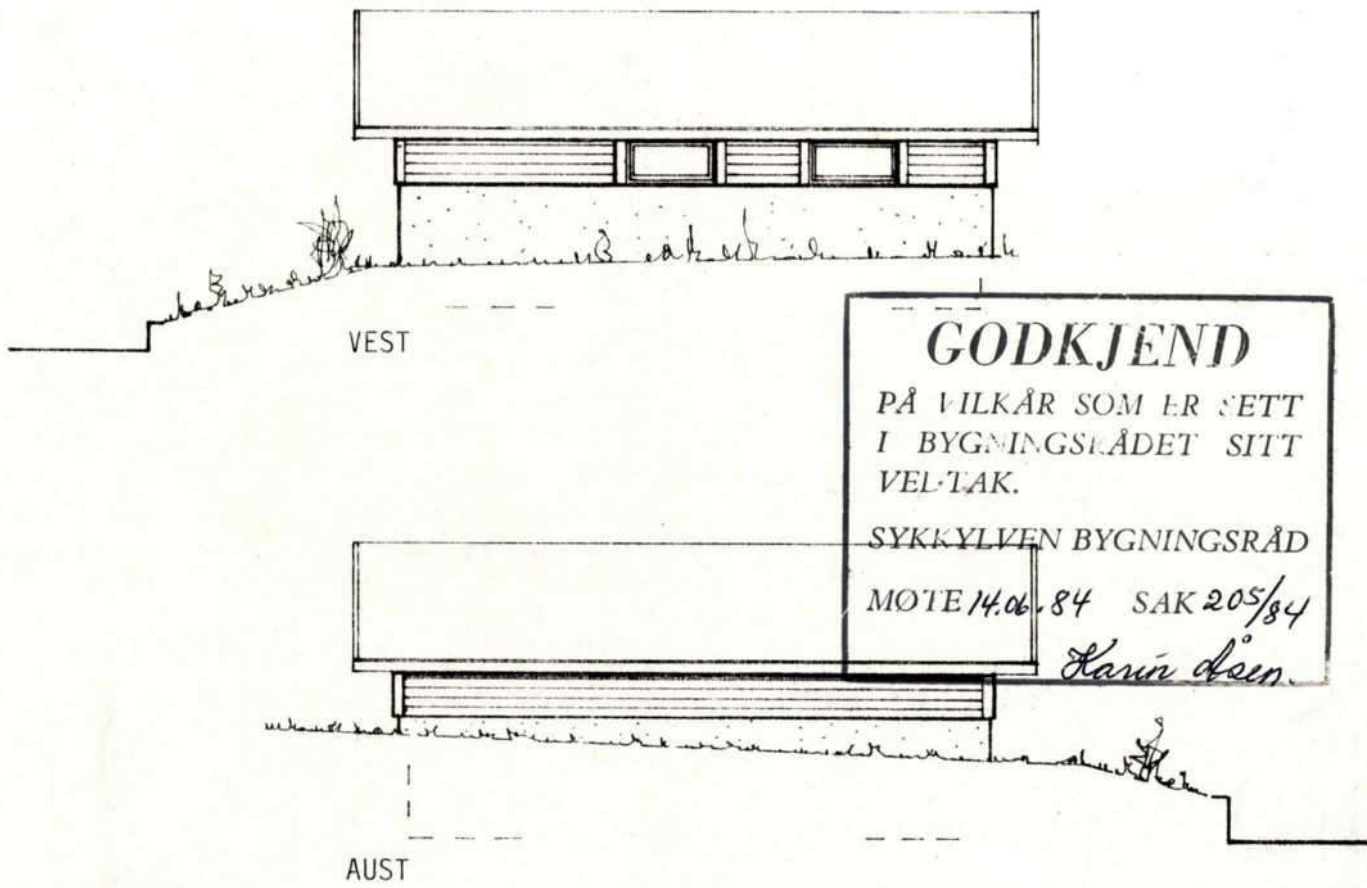 VEST
GODKJEND
PÅ VILKÅR SOM ER SETT
I BYGNINGSRÅDET SITT
VEDTAK.
SYKKYLVEN BYGNINGSRÅD
MØTE 14.06.84 SAK 205/84
Karin Åsen.
AUST